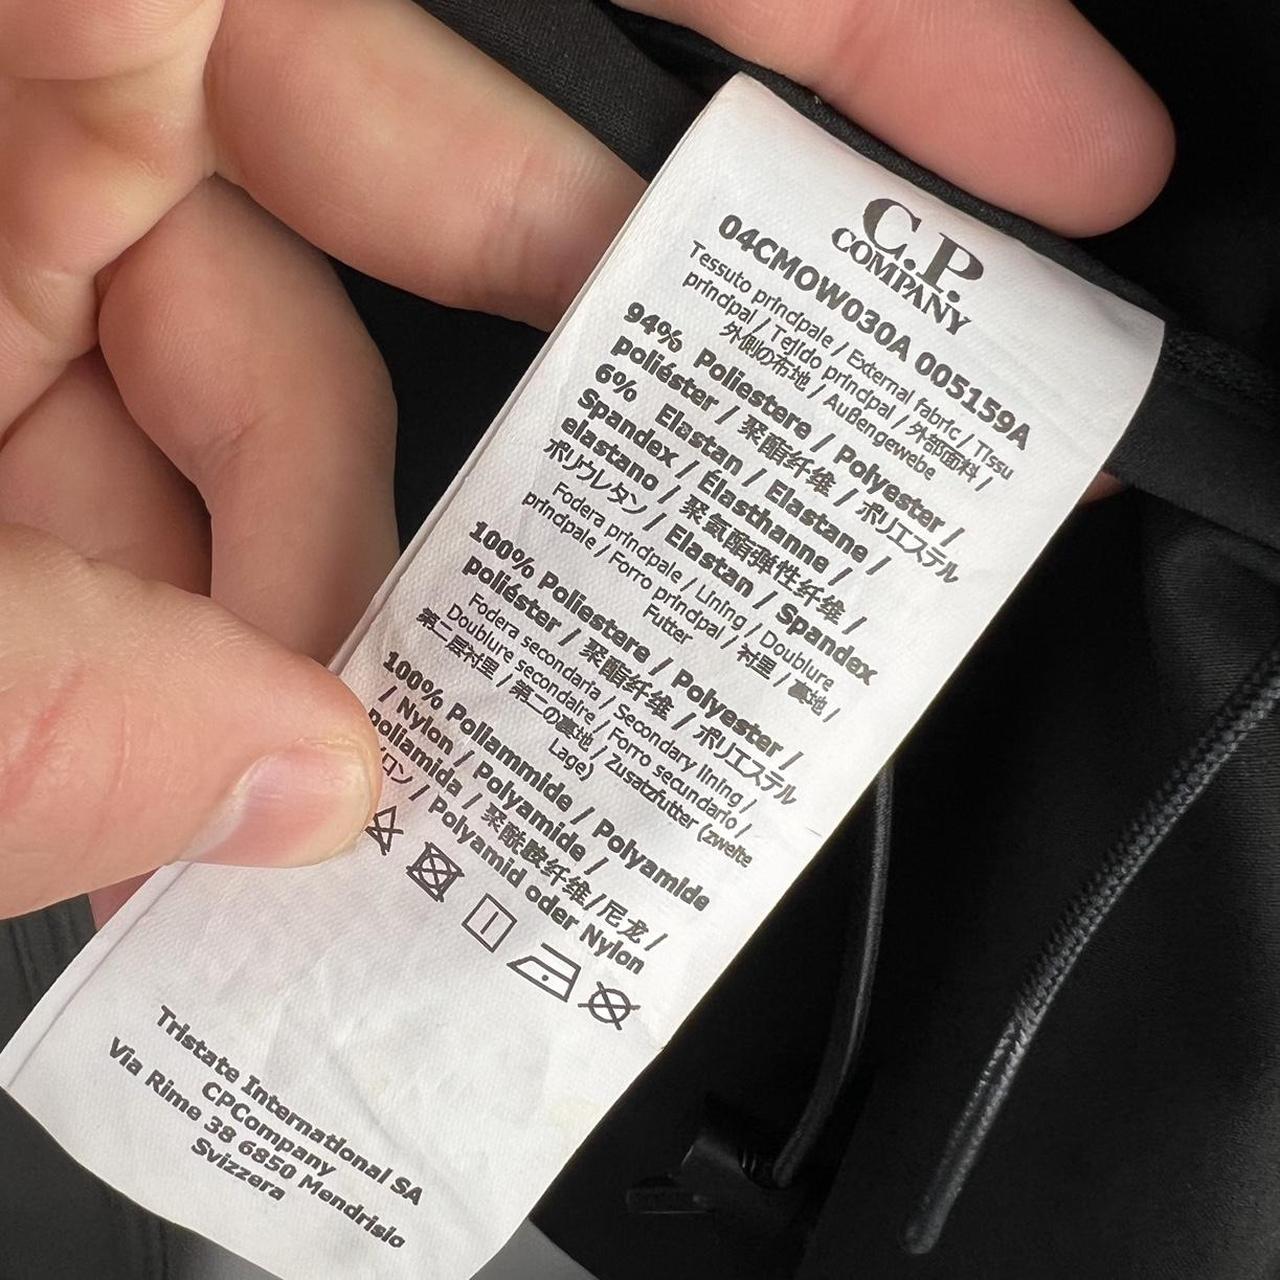 C.P.
COMPANY
04CMOW030A 005159A
Tessuto principale / External fabric / Tissu
principal / Tejido principal / 外部面料 /
外側の布地 / Außengewebe
94% Poliestere / Polyester /
poliéster / 聚酯纤维 / ポリエステル
6% Elastan / Elastane /
Spandex / Élasthanne /
elastano / 聚氨酯弹性纤维 /
ポリウレタン / Elastan / Spandex
Fodera principale / Lining / Doublure
principale / Forro principal / 衬里 / 裏地 /
Futter
100% Poliestere / Polyester /
poliéster / 聚酯纤维 / ポリエステル
Fodera secondaria / Secondary lining /
Doublure secondaire / Forro secundario /
第二层衬里 / 第二の裏地 / Zusatzfutter (zweite
Lage)
100% Poliammide / Polyamide
/ Nylon / Polyamide /
poliamida / 聚酰胺纤维/尼龙 /
イロン / Polyamid oder Nylon
Tristate International SA
CPCompany
Via Rime 38 6850 Mendrisio
Svizzera